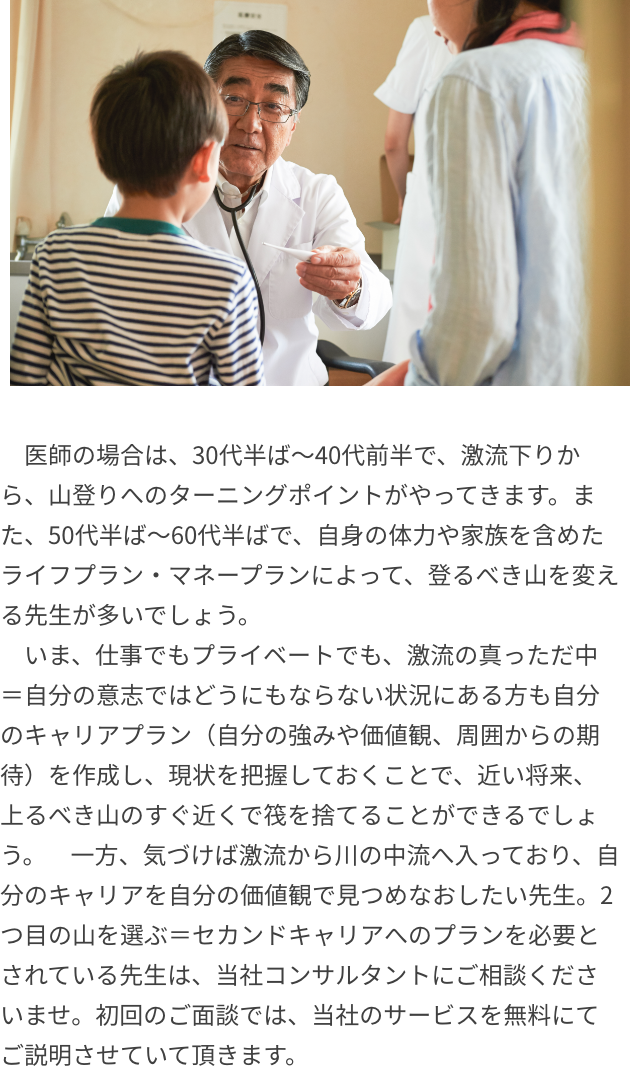 医師の場合は、30代半ば〜40代前半で、激流下りか
ら、山登りへのターニングポイントがやってきます。ま
た、50代半ば〜60代半ばで、自身の体力や家族を含めた
ライフプラン・マネープランによって、登るべき山を変え
る先生が多いでしょう。
　いま、仕事でもプライベートでも、激流の真っただ中
＝自分の意志ではどうにもならない状況にある方も自分
のキャリアプラン（自分の強みや価値観、周囲からの期
待）を作成し、現状を把握しておくことで、近い将来、
上るべき山のすぐ近くで筏を捨てることができるでしょ
う。　一方、気づけば激流から川の中流へ入っており、自
分のキャリアを自分の価値観で見つめなおしたい先生。2
つ目の山を選ぶ＝セカンドキャリアへのプランを必要と
されている先生は、当社コンサルタントにご相談くださ
いませ。初回のご面談では、当社のサービスを無料にて
ご説明させていて頂きます。